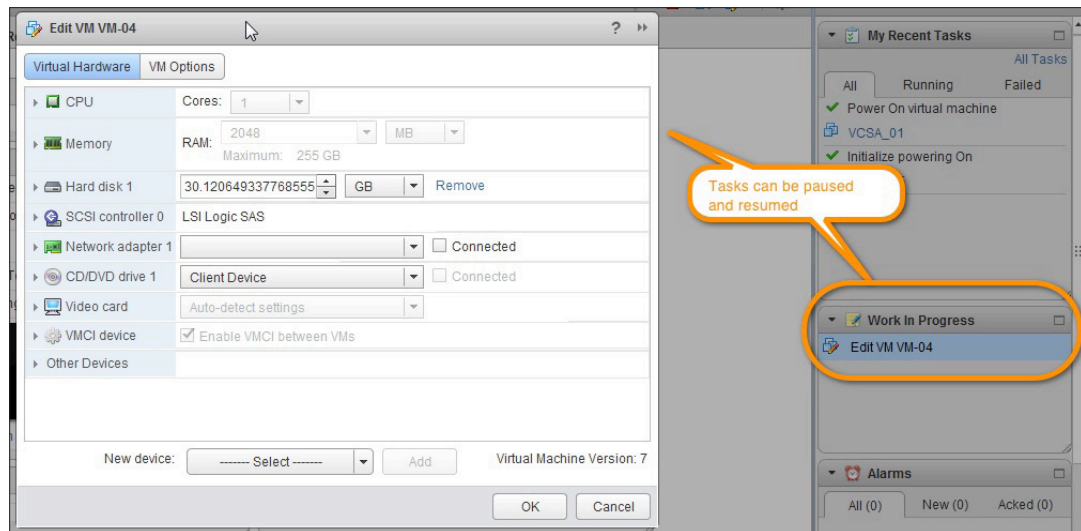 Edit VM VM-04
?
Virtual Hardware
VM Options
CPU
Cores: 1
Memory
RAM: 2048 MB
Maximum: 255 GB
Hard disk 1
30.120649337768555 GB Remove
SCSI controller 0
LSI Logic SAS
Network adapter 1
Connected
CD/DVD drive 1
Client Device
Connected
Video card
Auto-detect settings
VMCI device
Enable VMCI between VMs
Other Devices
New device: ------- Select ------- Add
Virtual Machine Version: 7
OK Cancel
Tasks can be paused
and resumed
My Recent Tasks
All Tasks
All Running Failed
Power On virtual machine
VCSA_01
Initialize powering On
Work In Progress
Edit VM VM-04
Alarms
All (0) New (0) Acked (0)